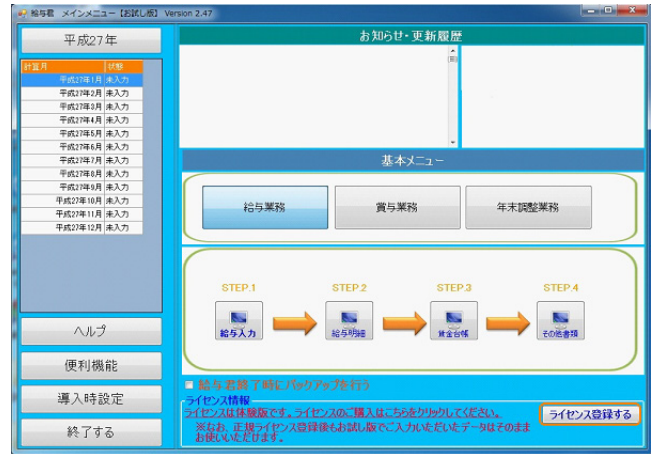 給与君 メインメニュー【お試し版】 Version 2.47
平成27年
お知らせ・更新履歴
計算月 状態
平成27年1月 未入力
平成27年2月 未入力
平成27年3月 未入力
平成27年4月 未入力
平成27年5月 未入力
平成27年6月 未入力
平成27年7月 未入力
平成27年8月 未入力
平成27年9月 未入力
平成27年10月 未入力
平成27年11月 未入力
平成27年12月 未入力
基本メニュー
給与業務 賞与業務 年末調整業務
STEP.1 STEP.2 STEP.3 STEP.4
給与入力 給与明細 賃金台帳 その他書類
ヘルプ
便利機能
導入時設定
終了する
給与君終了時にバックアップを行う
ライセンス情報
ライセンスは体験版です。ライセンスのご購入はこちらをクリックしてください。
※なお、正規ライセンス登録後もお試し版でご入力いただいたデータはそのまま
お使いいただけます。
ライセンス登録する